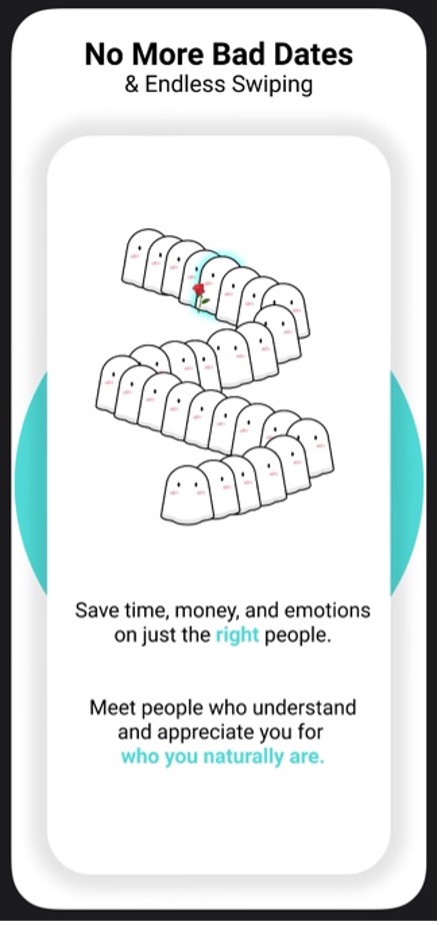 No More Bad Dates
& Endless Swiping
Save time, money, and emotions
on just the right people.
Meet people who understand
and appreciate you for
who you naturally are.